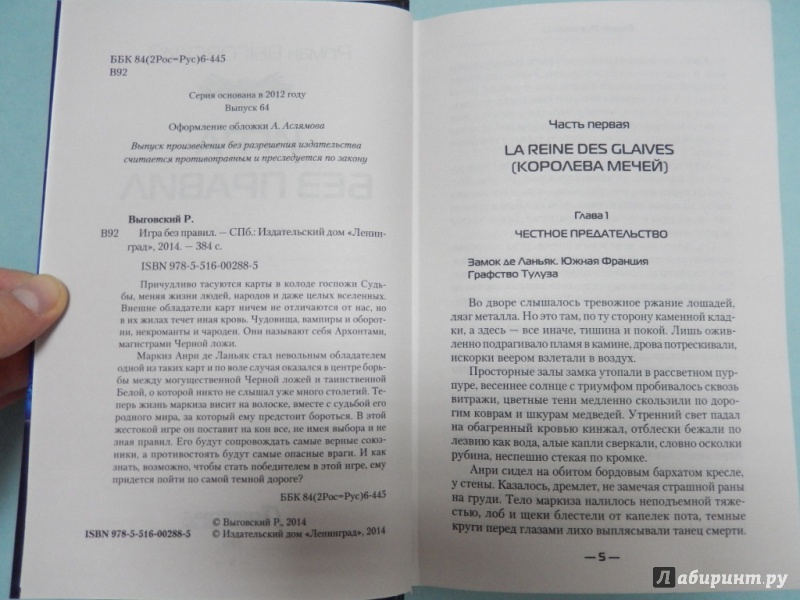 ББК 84(2Рос=Рус)6-445
В92
Серия основана в 2012 году
Выпуск 64
Оформление обложки А. Аслямова
Выпуск произведения без разрешения издательства
считается противоправным и преследуется по закону
Выговский Р.
В92 Игра без правил. — СПб.: Издательский дом «Ленин-
град», 2014. — 384 с.
ISBN 978-5-516-00288-5
Причудливо тасуются карты в колоде госпожи Судь-
бы, меняя жизни людей, народов и даже целых вселенных.
Внешне обладатели карт ничем не отличаются от нас, но
в их жилах течет иная кровь. Чудовища, вампиры и оборот-
ни, некроманты и чародеи. Они называют себя Архонтами,
магистрами Черной ложи.
Маркиз Анри де Ланьяк стал невольным обладателем
одной из таких карт и по воле случая оказался в центре борь-
бы между могущественной Черной ложей и таинственной
Белой, о которой никто не слышал уже много столетий. Те-
перь жизнь маркиза висит на волоске, вместе с судьбой его
родного мира, за который ему предстоит бороться. В этой
жестокой игре он поставит на кон все, не имея выбора и не
зная правил. Его будут сопровождать самые верные союз-
ники, а противостоять будут самые опасные враги. И как
знать, возможно, чтобы стать победителем в этой игре, ему
придется пойти по самой темной дороге?
ББК 84(2Рос=Рус)6-445
© Выговский Р., 2014
ISBN 978-5-516-00288-5 © Издательский дом «Ленинград», 2014
Часть первая
LA REINE DES GLAIVES
(КОРОЛЕВА МЕЧЕЙ)
Глава 1
ЧЕСТНОЕ ПРЕДАТЕЛЬСТВО
Замок де Ланьяк. Южная Франция
Графство Тулуза
Во дворе слышалось тревожное ржание лошадей,
лязг металла. Но это там, по ту сторону каменной клад-
ки, а здесь — все иначе, тишина и покой. Лишь ожив-
ленно подрагивало пламя в камине, дрова потрескивали,
искорки веером взлетали в воздух.
Просторные залы замка утопали в рассветном пур-
пуре, весеннее солнце с триумфом пробивалось сквозь
витражи, цветные тени медленно скользили по доро-
гим коврам и шкурам медведей. Утренний свет падал
на обагренный кровью кинжал, отблески бежали по
лезвию как вода, алые капли сверкали, словно осколки
рубина, неспешно стекая по кромке.
Анри сидел на обитом бордовым бархатом кресле,
у стены. Казалось, дремлет, не замечая страшной раны
на груди. Тело маркиза налилось неподъемной тяже-
стью, лоб и щеки блестели от капелек пота, темные
круги перед глазами лихо выплясывали танец смерти.
— 5 —
Лабиринт.ру